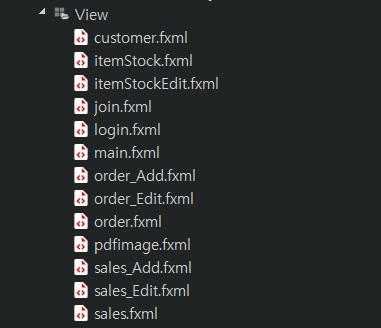 View
customer.fxml
itemStock.fxml
itemStockEdit.fxml
join.fxml
login.fxml
main.fxml
order_Add.fxml
order_Edit.fxml
order.fxml
pdfimage.fxml
sales_Add.fxml
sales_Edit.fxml
sales.fxml